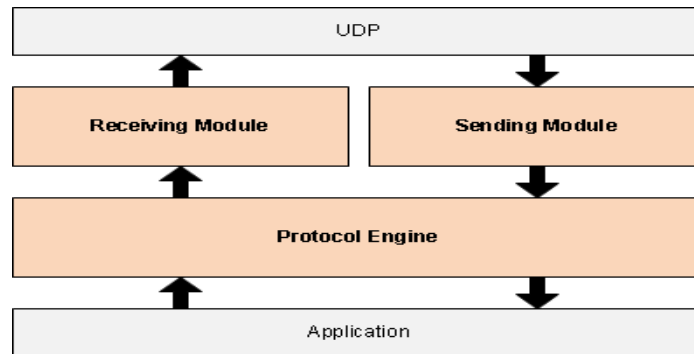 UDP
Receiving Module
Sending Module
Protocol Engine
Application